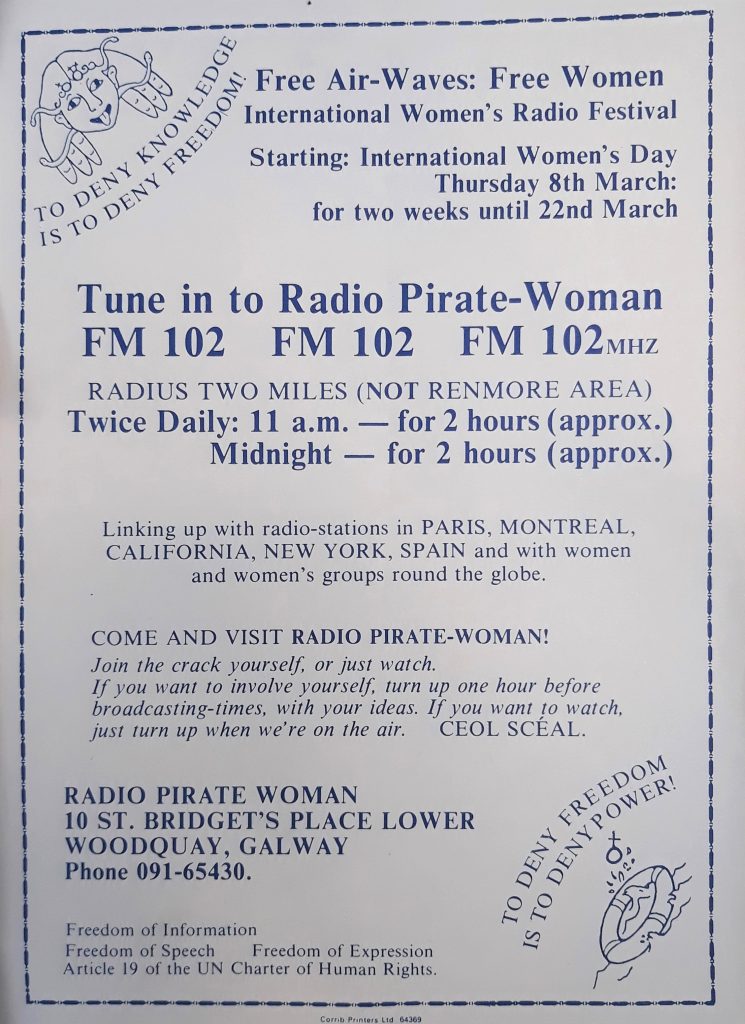 TO DENY KNOWLEDGE
IS TO DENY FREEDOM!
Free Air-Waves: Free Women
International Women's Radio Festival
Starting: International Women's Day
Thursday 8th March:
for two weeks until 22nd March
Tune in to Radio Pirate-Woman
FM 102 FM 102 FM 102MHZ
RADIUS TWO MILES (NOT RENMORE AREA)
Twice Daily: 11 a.m. — for 2 hours (approx.)
Midnight — for 2 hours (approx.)
Linking up with radio-stations in PARIS, MONTREAL,
CALIFORNIA, NEW YORK, SPAIN and with women
and women's groups round the globe.
COME AND VISIT RADIO PIRATE-WOMAN!
Join the crack yourself, or just watch.
If you want to involve yourself, turn up one hour before
broadcasting-times, with your ideas. If you want to watch,
just turn up when we're on the air. CEOL SCÉAL.
RADIO PIRATE WOMAN
10 ST. BRIDGET'S PLACE LOWER
WOODQUAY, GALWAY
Phone 091-65430.
TO DENY FREEDOM
IS TO DENY POWER!
Freedom of Information
Freedom of Speech Freedom of Expression
Article 19 of the UN Charter of Human Rights.
Corrib Printers Ltd 64369